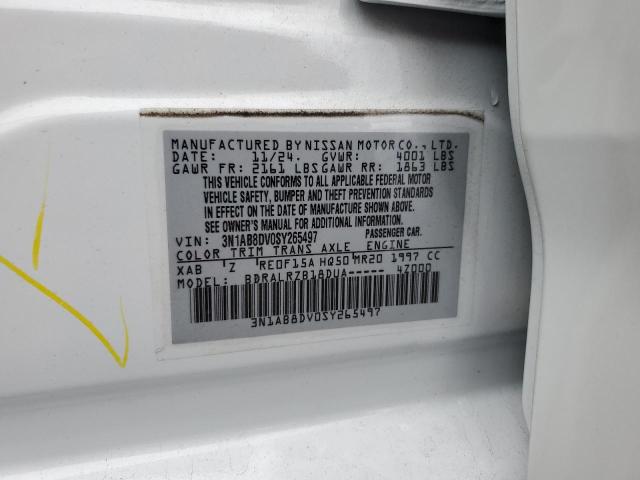 MANUFACTURED BY NISSAN MOTOR CO., LTD.
DATE: 11/24. GVWR: 4001 LBS
GAWR FR: 2161 LBS GAWR RR: 1863 LBS
THIS VEHICLE CONFORMS TO ALL APPLICABLE FEDERAL MOTOR
VEHICLE SAFETY, BUMPER AND THEFT PREVENTION STANDARDS
IN EFFECT ON THE DATE OF MANUFACTURE SHOWN ABOVE.
SEE OWNER'S MANUAL FOR ADDITIONAL INFORMATION
VIN: 3N1AB8DV0SY265497 PASSENGER CAR.
COLOR TRIM TRANS AXLE ENGINE
XAB Z RE0F15A HQ50 MR20 1997 CC
MODEL: BDRALRZB18DUA----- 4Z000
3N1AB8DV0SY265497